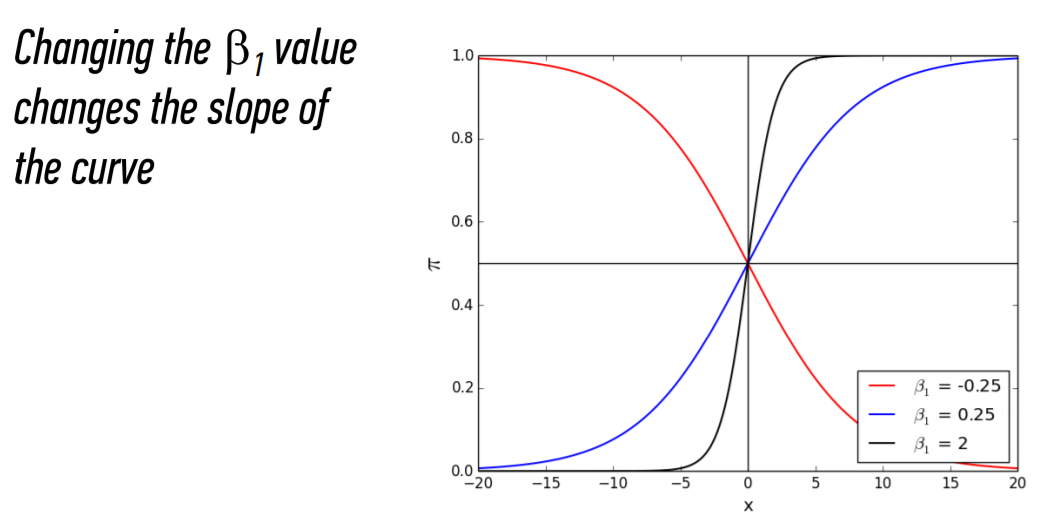 Changing the β₁ value
changes the slope of
the curve
1.0
0.8
0.6
0.4
0.2
0.0
π
−20 −15 −10 −5 0 5 10 15 20
x
β₁ = -0.25
β₁ = 0.25
β₁ = 2